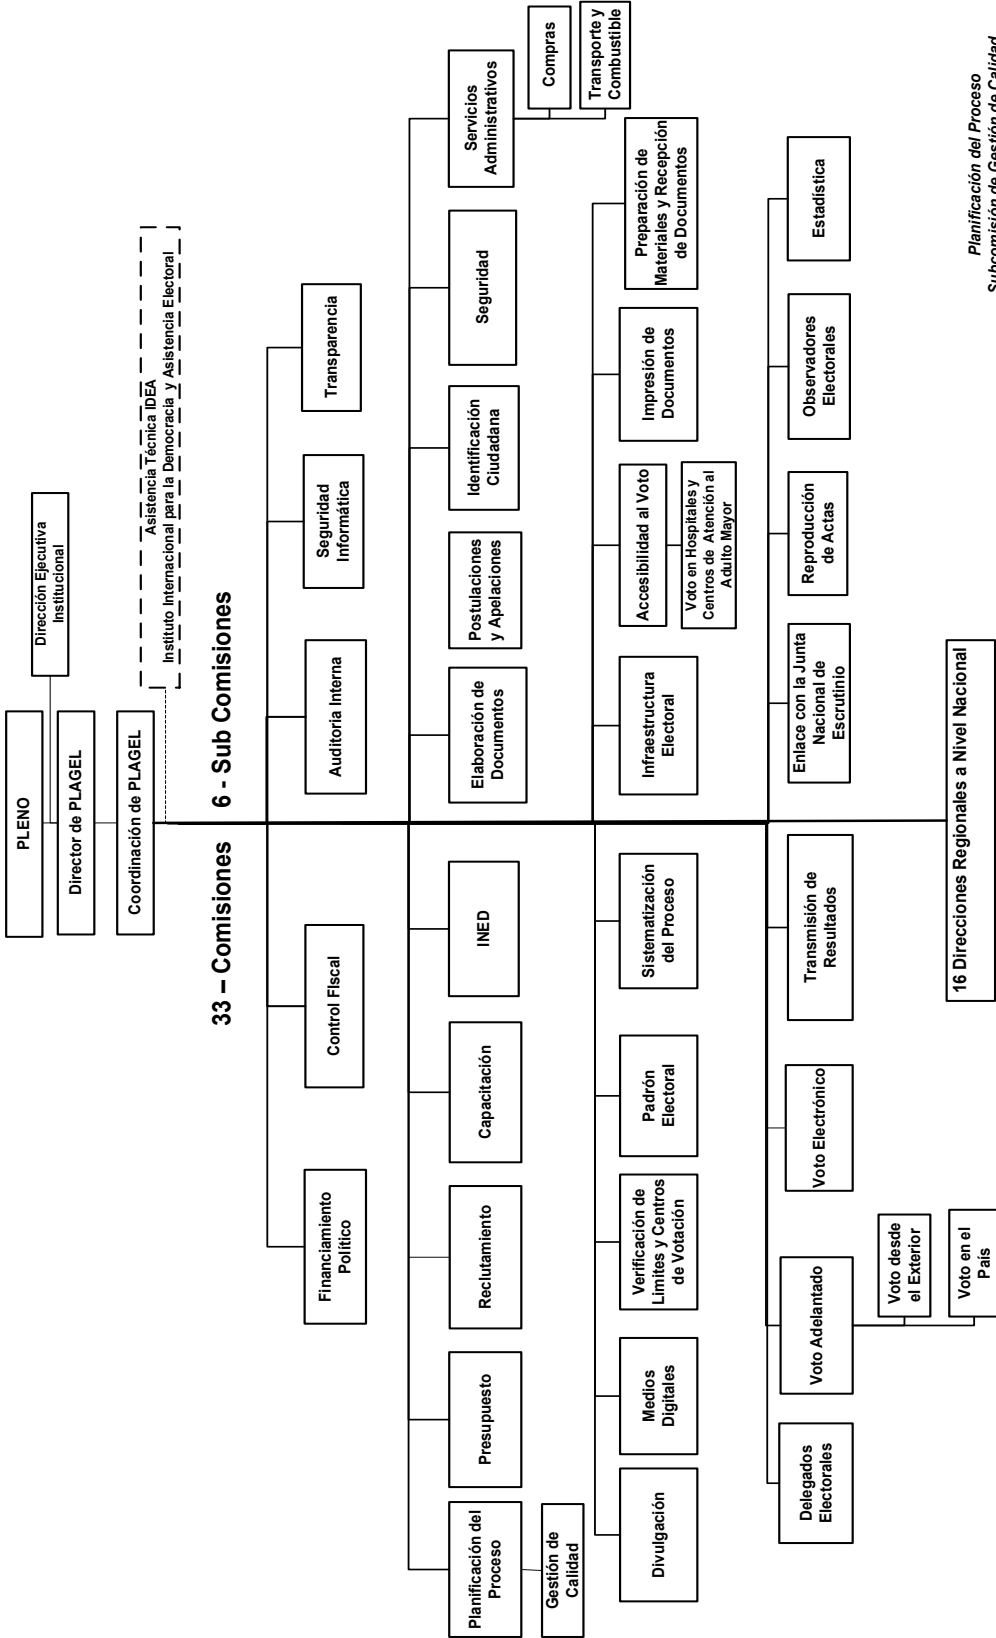 PLENO
Dirección Ejecutiva
Institucional
Director de PLAGEL
Coordinación de PLAGEL
Asistencia Técnica IDEA
Instituto Internacional para la Democracia y Asistencia Electoral
33 – Comisiones
6 - Sub Comisiones
Financiamiento
Político
Control FIscal
Auditoria Interna
Seguridad
Informática
Transparencia
Planificación del
Proceso
Gestión de
Calidad
Presupuesto
Reclutamiento
Capacitación
INED
Elaboración de
Documentos
Postulaciones
y Apelaciones
Identificación
Ciudadana
Seguridad
Servicios
Administrativos
Compras
Transporte y
Combustible
Divulgación
Medios
Digitales
Verificación de
Limites y Centros
de Votación
Padrón
Electoral
Sistematización
del Proceso
Infraestructura
Electoral
Accesibilidad al Voto
Voto en Hospitales y
Centros de Atención al
Adulto Mayor
Impresión de
Documentos
Preparación de
Materiales y Recepción
de Documentos
Delegados
Electorales
Voto Adelantado
Voto desde
el Exterior
Voto en el
País
Voto Electrónico
Transmisión de
Resultados
Enlace con la Junta
Nacional de
Escrutinio
Reproducción
de Actas
Observadores
Electorales
Estadística
16 Direcciones Regionales a Nivel Nacional
Planificación del Proceso
Subcomisión de Gestión de Calidad